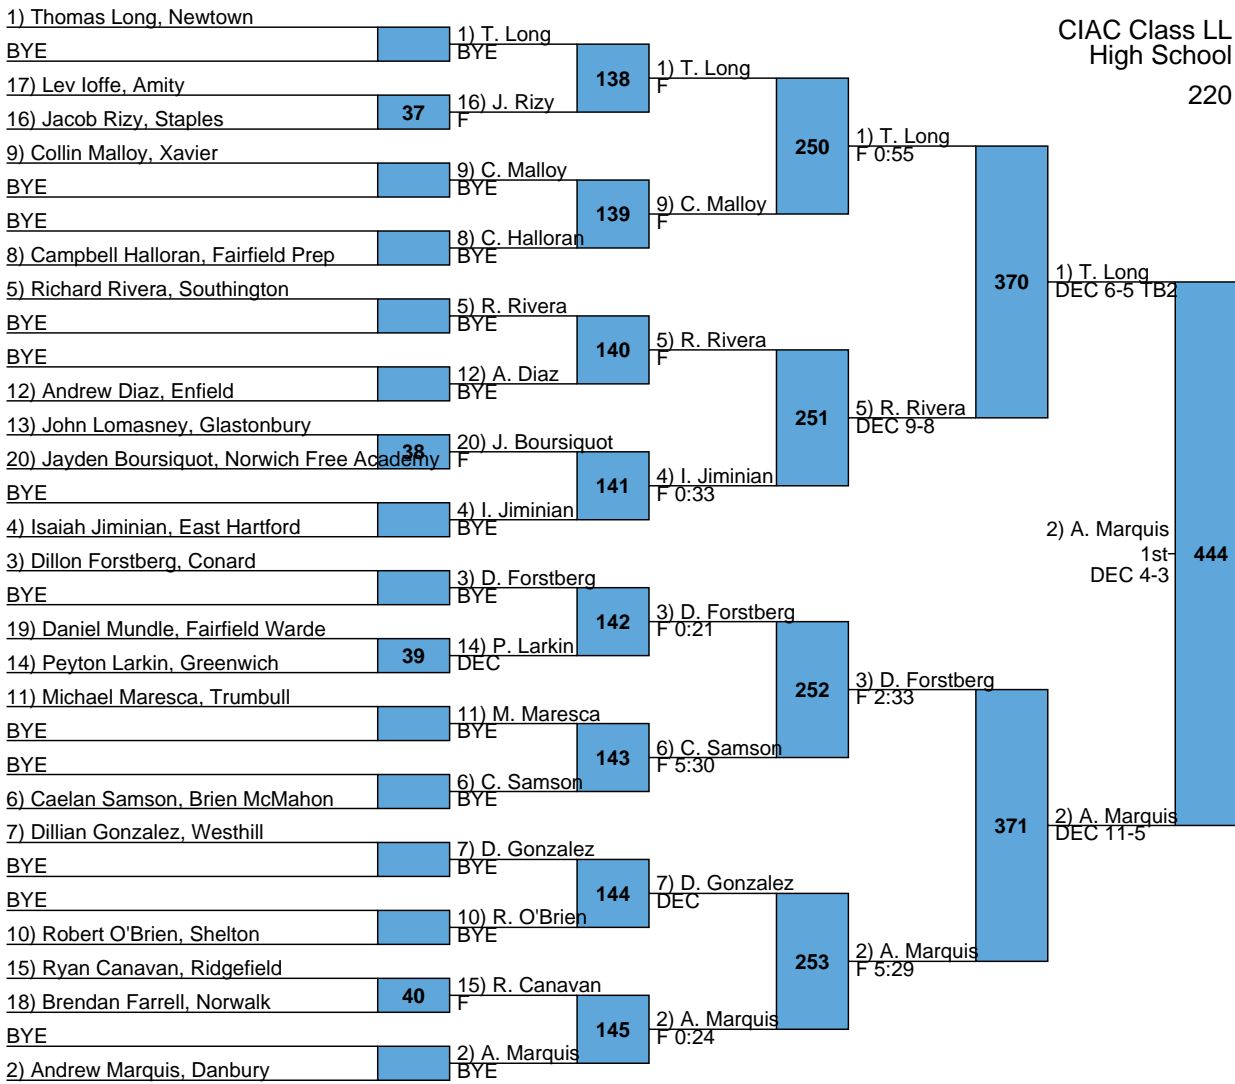 CIAC Class LL
High School
220
1) Thomas Long, Newtown
BYE
17) Lev Ioffe, Amity
16) Jacob Rizy, Staples
9) Collin Malloy, Xavier
BYE
BYE
8) Campbell Halloran, Fairfield Prep
5) Richard Rivera, Southington
BYE
BYE
12) Andrew Diaz, Enfield
13) John Lomasney, Glastonbury
20) Jayden Boursiquot, Norwich Free Academy
BYE
4) Isaiah Jiminian, East Hartford
3) Dillon Forstberg, Conard
BYE
19) Daniel Mundle, Fairfield Warde
14) Peyton Larkin, Greenwich
11) Michael Maresca, Trumbull
BYE
BYE
6) Caelan Samson, Brien McMahon
7) Dillian Gonzalez, Westhill
BYE
BYE
10) Robert O'Brien, Shelton
15) Ryan Canavan, Ridgefield
18) Brendan Farrell, Norwalk
BYE
2) Andrew Marquis, Danbury
37
38
39
40
1) T. Long
BYE
16) J. Rizy
F
9) C. Malloy
BYE
8) C. Halloran
BYE
5) R. Rivera
BYE
12) A. Diaz
BYE
20) J. Boursiquot
F
4) I. Jiminian
BYE
3) D. Forstberg
BYE
14) P. Larkin
DEC
11) M. Maresca
BYE
6) C. Samson
BYE
7) D. Gonzalez
BYE
10) R. O'Brien
BYE
15) R. Canavan
F
2) A. Marquis
BYE
138
139
140
141
142
143
144
145
1) T. Long
F
9) C. Malloy
F
5) R. Rivera
F
4) I. Jiminian
F 0:33
3) D. Forstberg
F 0:21
6) C. Samson
F 5:30
7) D. Gonzalez
DEC
2) A. Marquis
F 0:24
250
251
252
253
1) T. Long
F 0:55
5) R. Rivera
DEC 9-8
3) D. Forstberg
F 2:33
2) A. Marquis
F 5:29
370
371
1) T. Long
DEC 6-5 TB2
2) A. Marquis
DEC 11-5
2) A. Marquis
1st
DEC 4-3
444